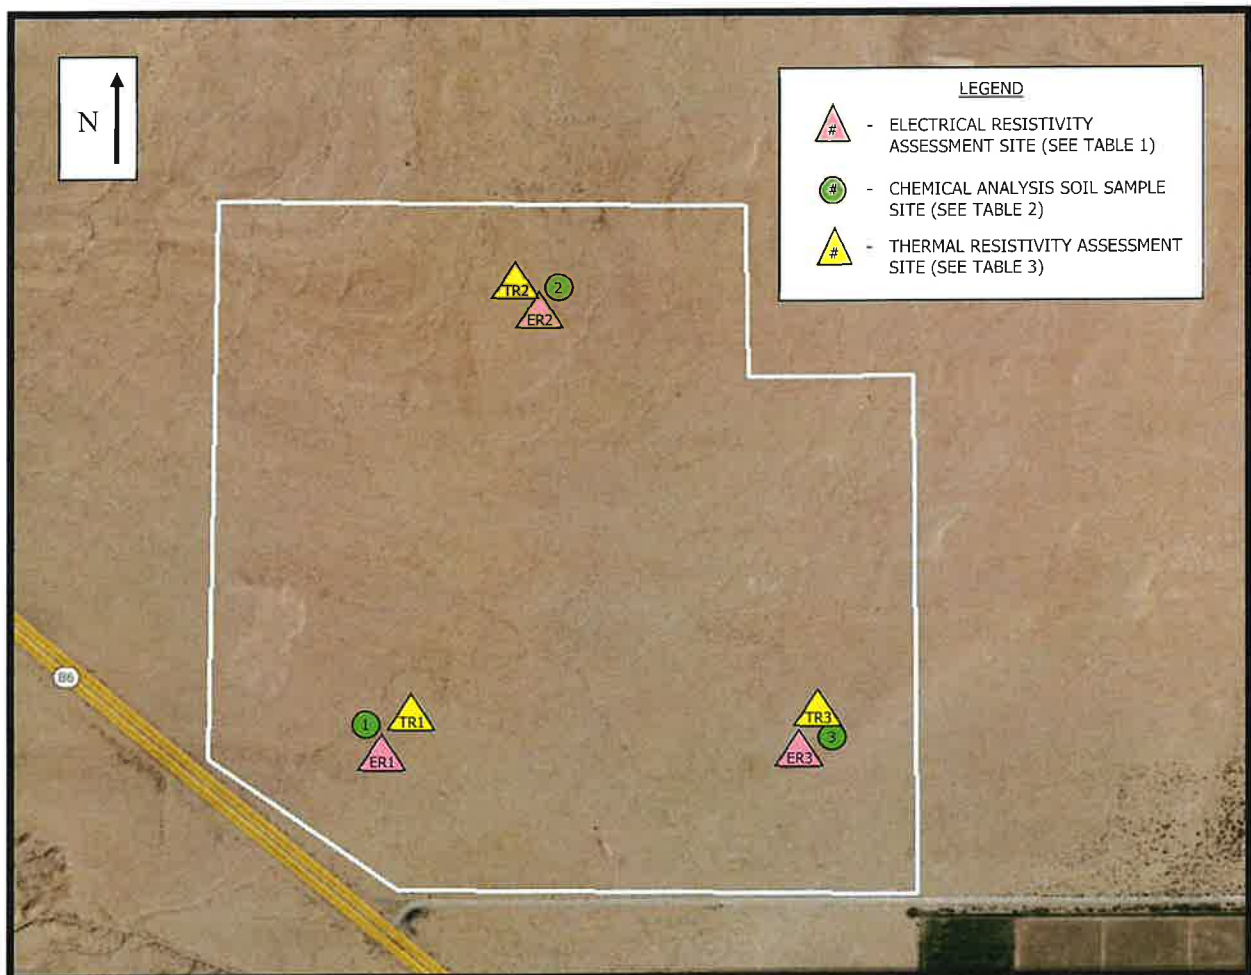 N
LEGEND
# - ELECTRICAL RESISTIVITY
ASSESSMENT SITE (SEE TABLE 1)
# - CHEMICAL ANALYSIS SOIL SAMPLE
SITE (SEE TABLE 2)
# - THERMAL RESISTIVITY ASSESSMENT
SITE (SEE TABLE 3)
TR2
2
ER2
86
1
TR1
ER1
TR3
3
ER3